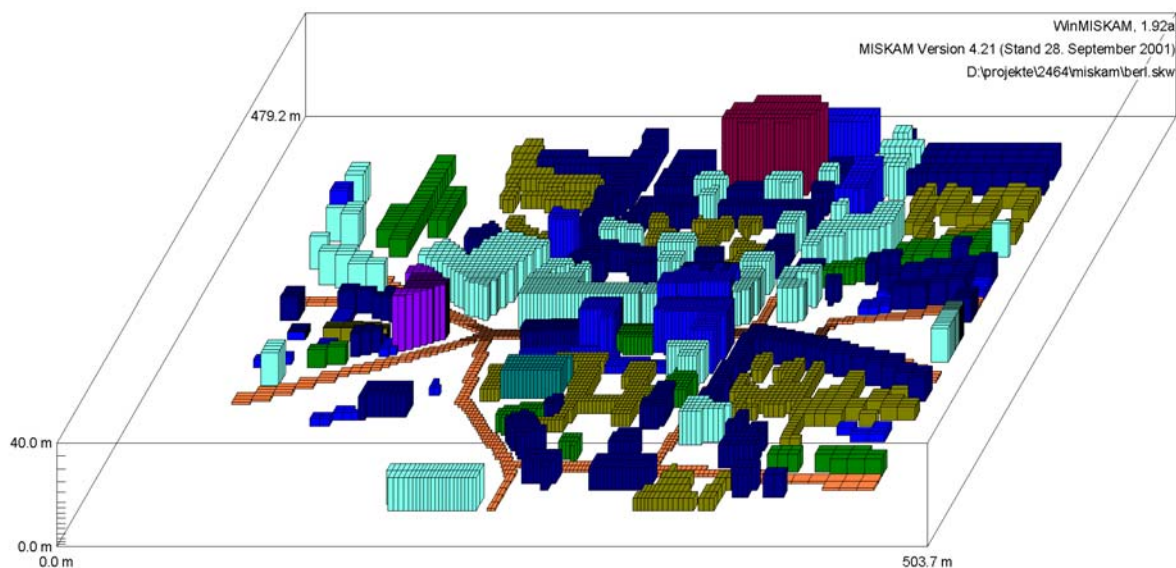 WinMISKAM, 1.92a
MISKAM Version 4.21 (Stand 28. September 2001)
D:\projekte\2464\miskam\berl.skw
479.2 m
40.0 m
0.0 m
0.0 m
503.7 m